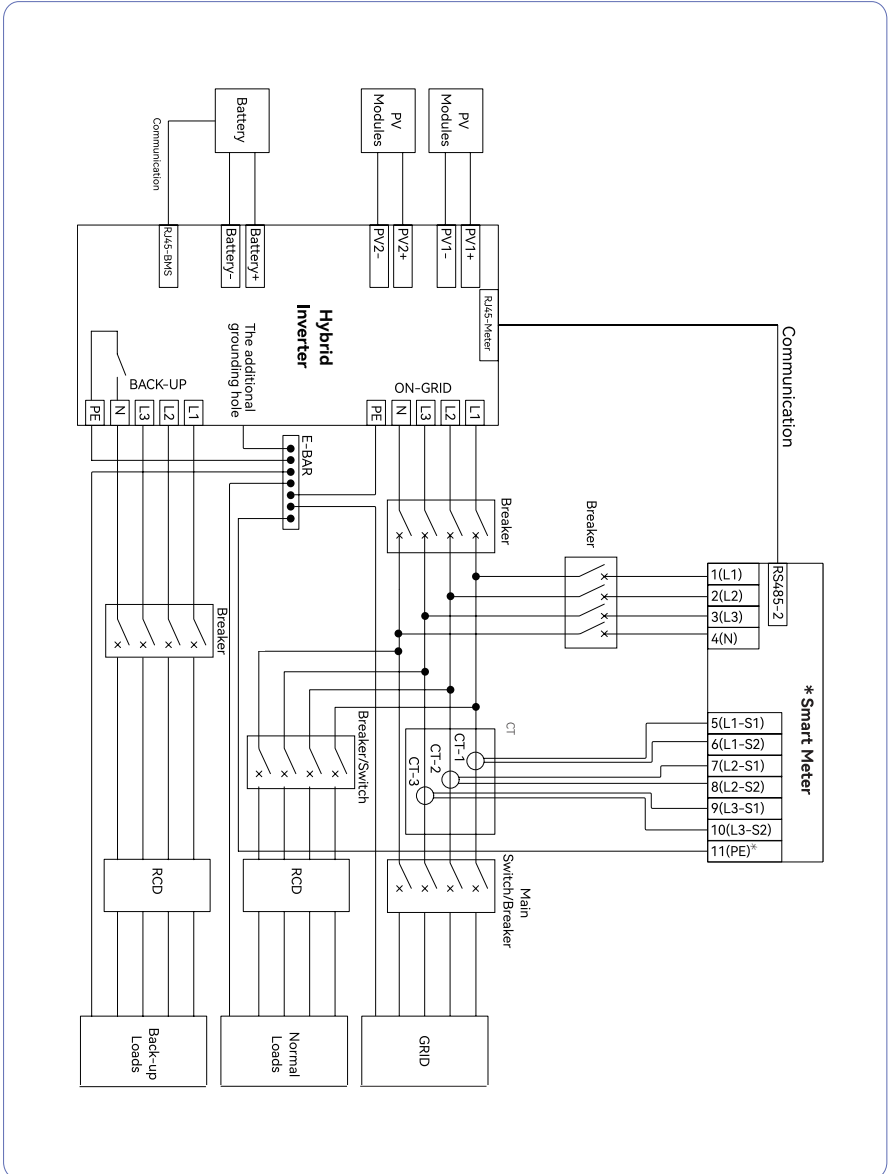 Battery
PV
Modules
PV
Modules
Communication
RJ45-BMS
Battery-
Battery+
PV2-
PV2+
PV1-
PV1+
RJ45-Meter
Communication
Hybrid
Inverter
The additional
grounding hole
BACK-UP
ON-GRID
PE
N
L3
L2
L1
PE
N
L3
L2
L1
E-BAR
Breaker
Breaker
RS485-2
1(L1)
2(L2)
3(L3)
4(N)
* Smart Meter
5(L1-S1)
6(L1-S2)
7(L2-S1)
8(L2-S2)
9(L3-S1)
10(L3-S2)
11(PE)*
Breaker
Breaker/Switch
CT
CT-1
CT-2
CT-3
Main
Switch/Breaker
RCD
RCD
Back-up
Loads
Normal
Loads
GRID